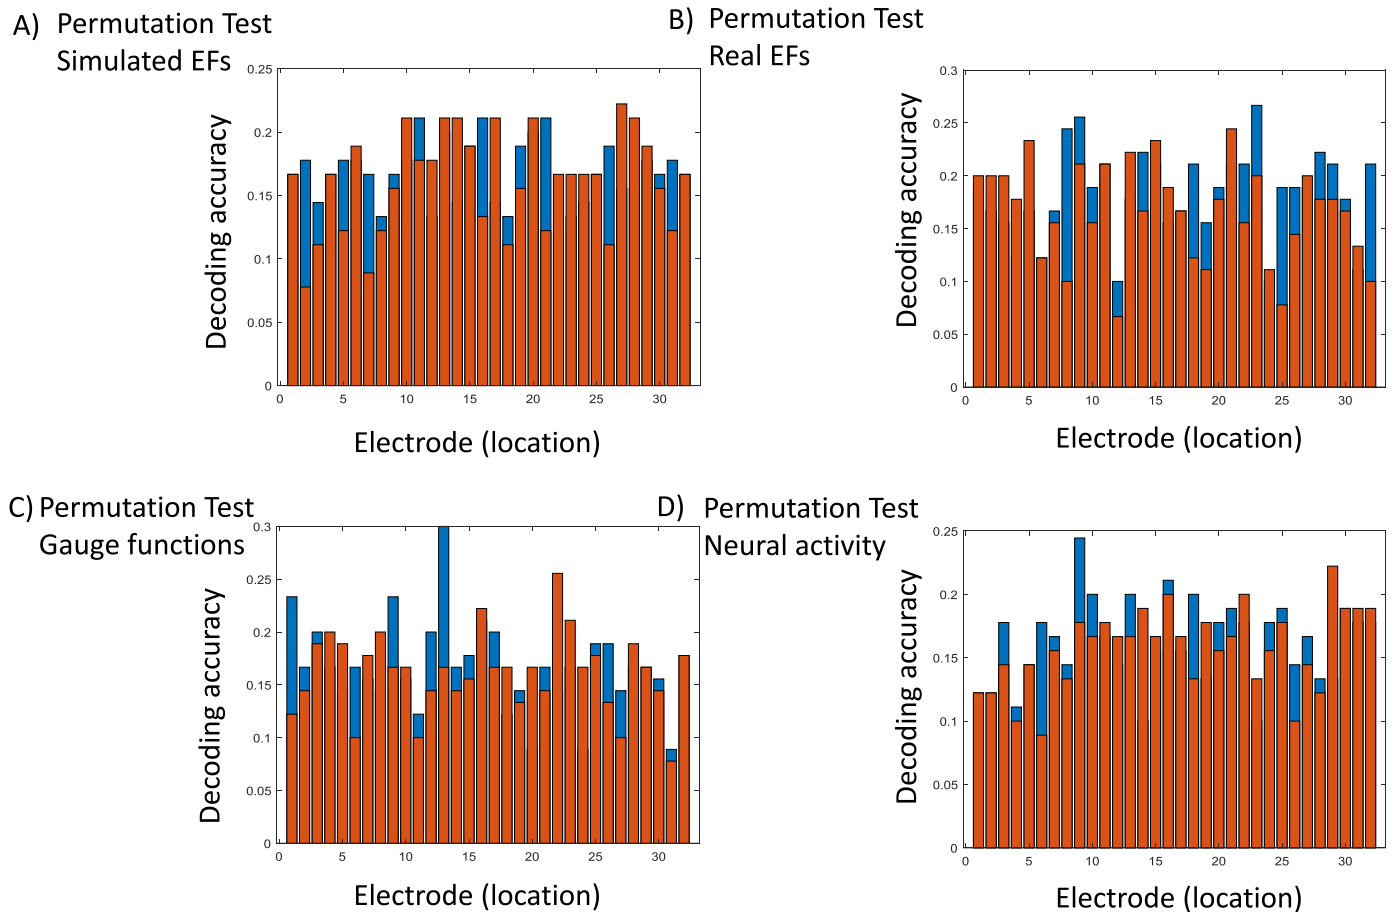 A) Permutation Test
Simulated EFs
0.25
0.2
0.15
0.1
0.05
0
Decoding accuracy
0 5 10 15 20 25 30
Electrode (location)
B) Permutation Test
Real EFs
0.3
0.25
0.2
0.15
0.1
0.05
0
Decoding accuracy
0 5 10 15 20 25 30
Electrode (location)
C) Permutation Test
Gauge functions
0.3
0.25
0.2
0.15
0.1
0.05
0
Decoding accuracy
0 5 10 15 20 25 30
Electrode (location)
D) Permutation Test
Neural activity
0.25
0.2
0.15
0.1
0.05
0
Decoding accuracy
0 5 10 15 20 25 30
Electrode (location)